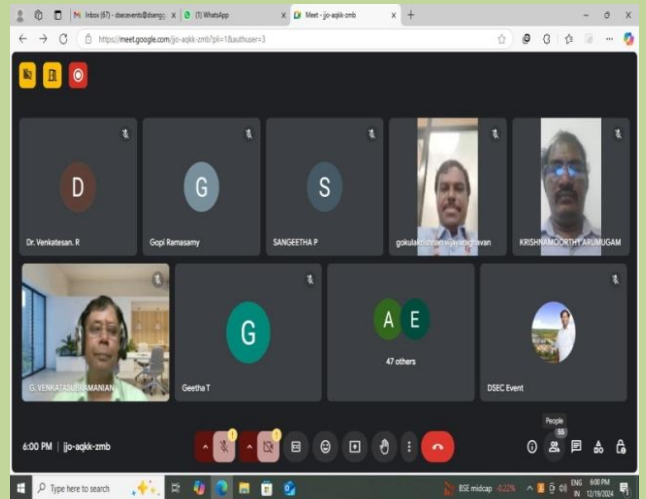 Inbox (67) - dsecevents@dsengg
(1) WhatsApp
Meet - jjo-aqkk-zmb
https://meet.google.com/jjo-aqkk-zmb?pli=1&authuser=3
D
G
S
Dr. Venkatesan. R
Gopi Ramasamy
SANGEETHA P
gokulakrishnan vijayaraghavan
KRISHNAMOORTHY ARUMUGAM
G
A E
47 others
G. VENKATASUBRAMANIAN
Geetha T
DSEC Event
People
55
6:00 PM | jjo-aqkk-zmb
Type here to search
BSE midcap -0.22%
ENG
IN
6:00 PM
12/19/2024